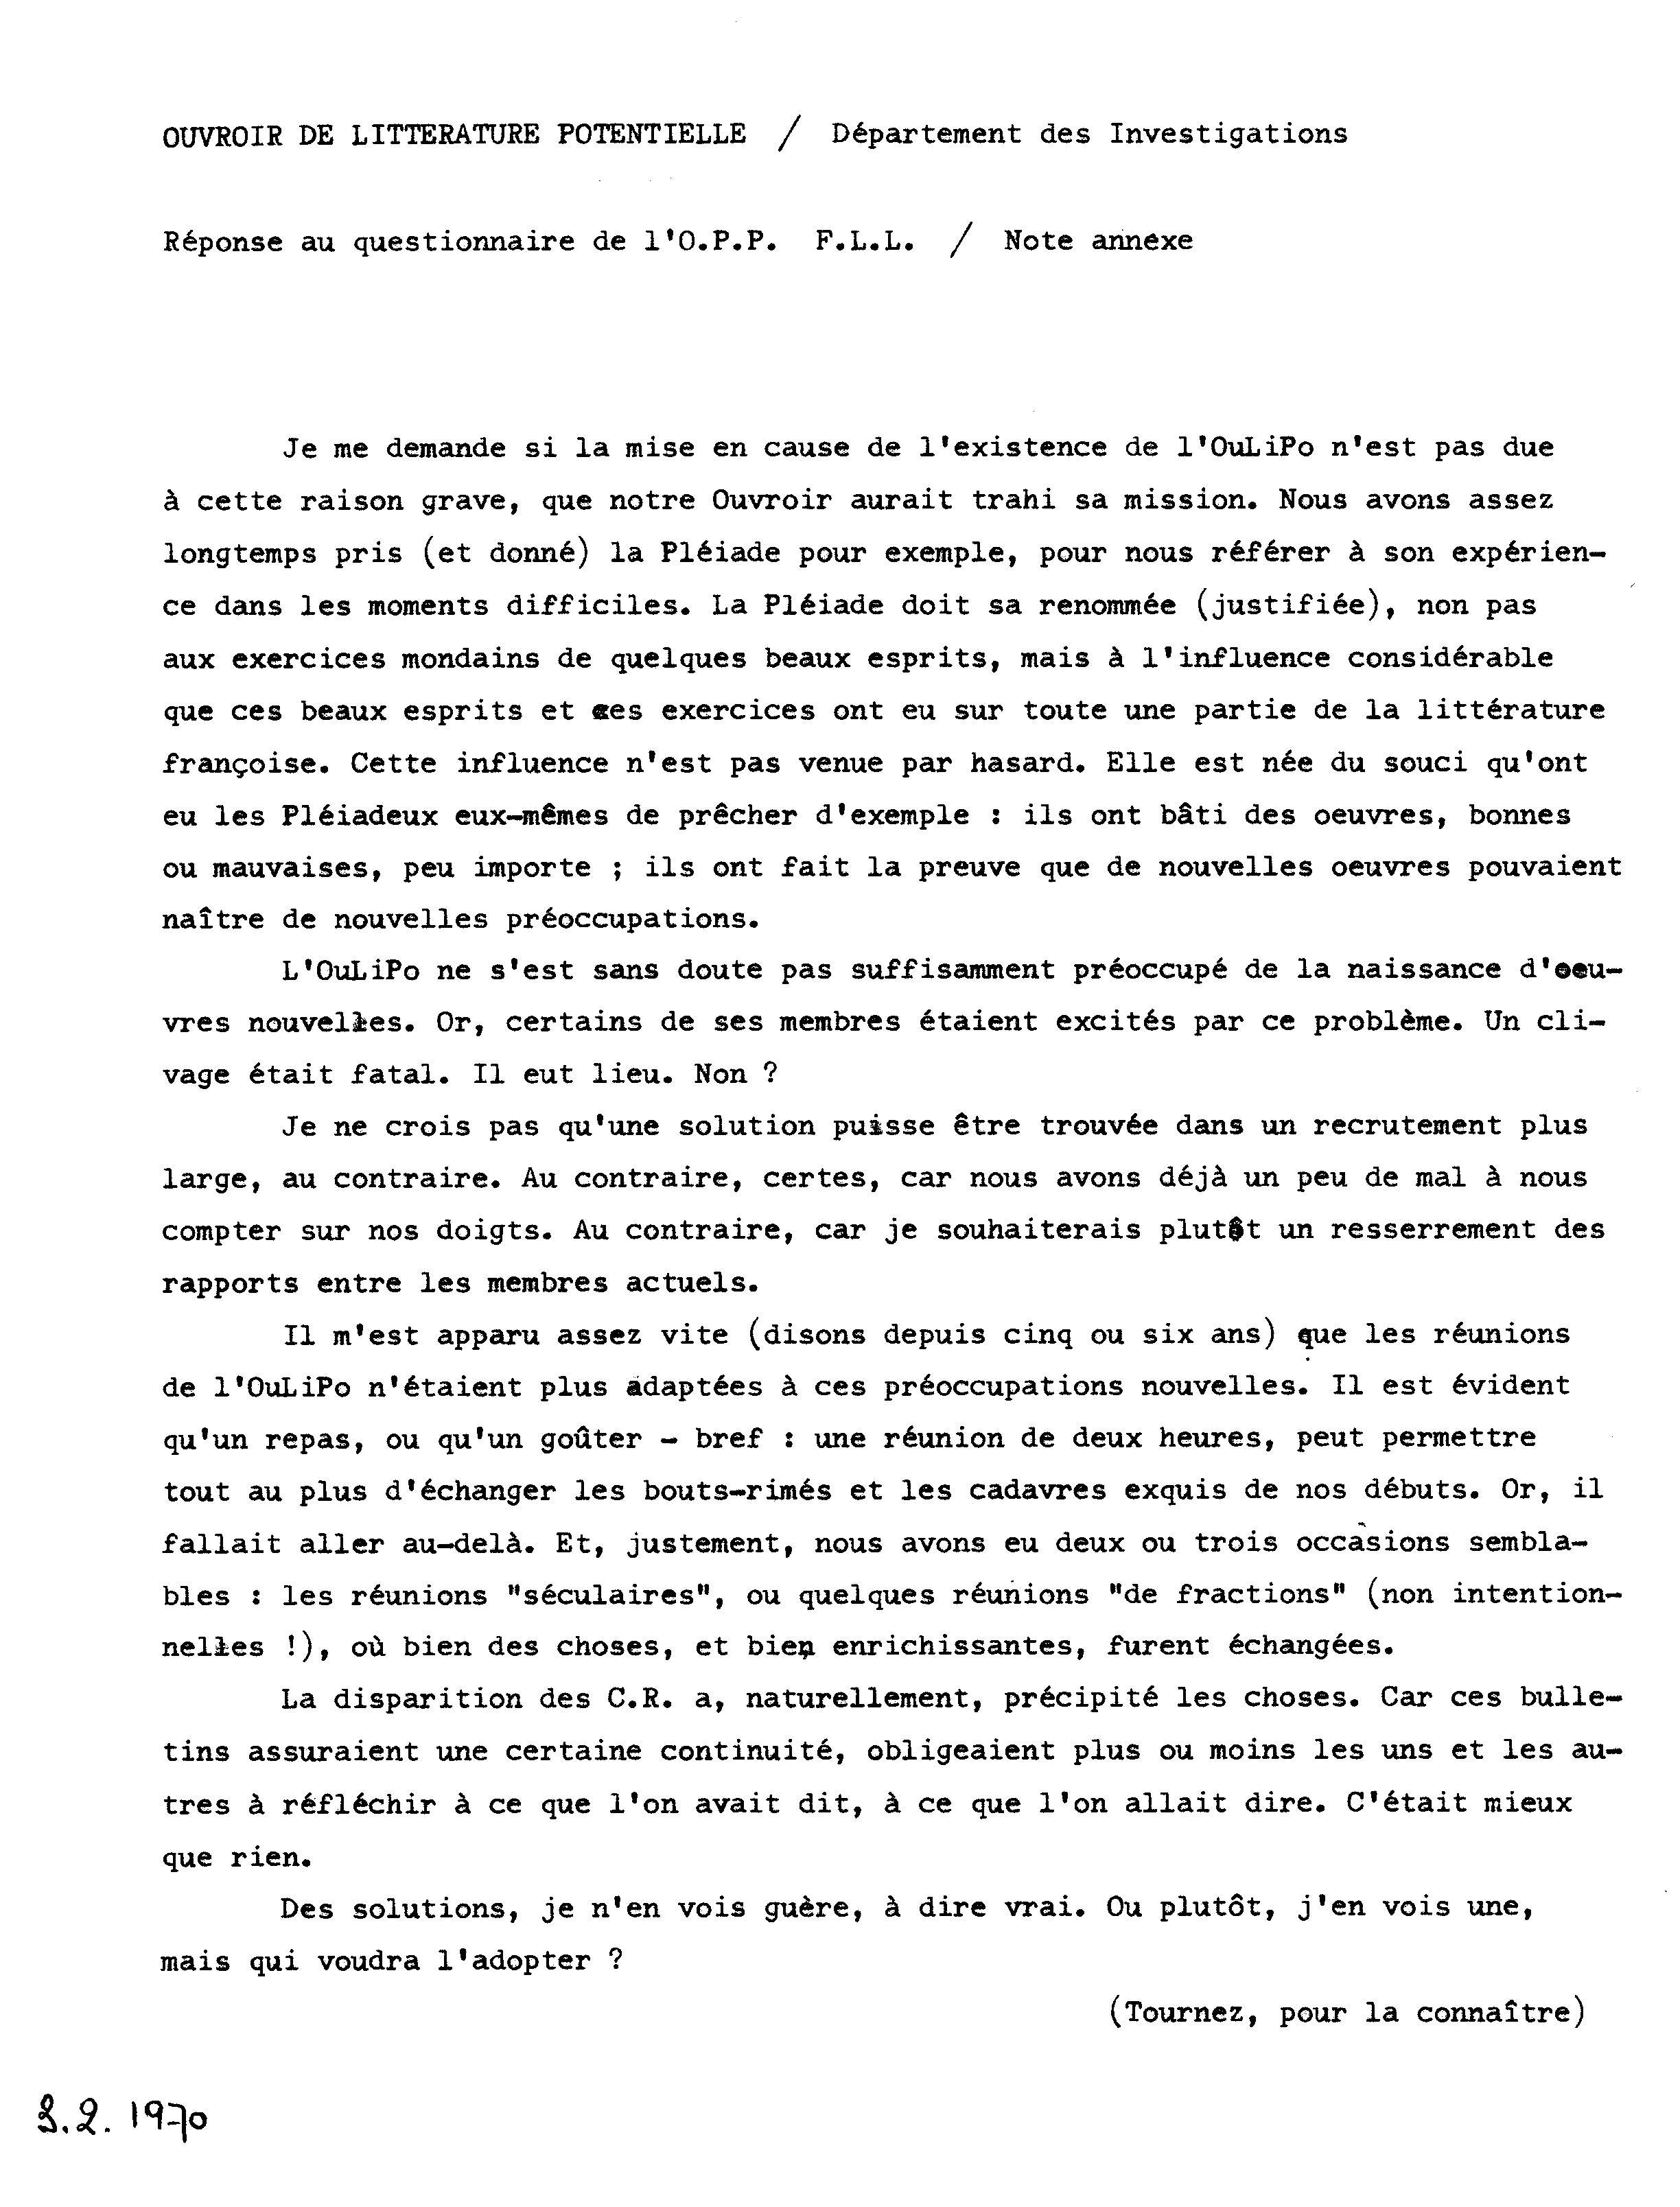 OUVROIR DE LITTERATURE POTENTIELLE / Département des Investigations
Réponse au questionnaire de l'O.P.P. F.L.L. / Note annexe
Je me demande si la mise en cause de l'existence de l'OuLiPo n'est pas due
à cette raison grave, que notre Ouvroir aurait trahi sa mission. Nous avons assez
longtemps pris (et donné) la Pléiade pour exemple, pour nous référer à son expérien-
ce dans les moments difficiles. La Pléiade doit sa renommée (justifiée), non pas
aux exercices mondains de quelques beaux esprits, mais à l'influence considérable
que ces beaux esprits et ces exercices ont eu sur toute une partie de la littérature
françoise. Cette influence n'est pas venue par hasard. Elle est née du souci qu'ont
eu les Pléiadeux eux-mêmes de prêcher d'exemple : ils ont bâti des oeuvres, bonnes
ou mauvaises, peu importe ; ils ont fait la preuve que de nouvelles oeuvres pouvaient
naître de nouvelles préoccupations.
L'OuLiPo ne s'est sans doute pas suffisamment préoccupé de la naissance d'oeu-
vres nouvelles. Or, certains de ses membres étaient excités par ce problème. Un cli-
vage était fatal. Il eut lieu. Non ?
Je ne crois pas qu'une solution puisse être trouvée dans un recrutement plus
large, au contraire. Au contraire, certes, car nous avons déjà un peu de mal à nous
compter sur nos doigts. Au contraire, car je souhaiterais plutôt un resserrement des
rapports entre les membres actuels.
Il m'est apparu assez vite (disons depuis cinq ou six ans) que les réunions
de l'OuLiPo n'étaient plus adaptées à ces préoccupations nouvelles. Il est évident
qu'un repas, ou qu'un goûter - bref : une réunion de deux heures, peut permettre
tout au plus d'échanger les bouts-rimés et les cadavres exquis de nos débuts. Or, il
fallait aller au-delà. Et, justement, nous avons eu deux ou trois occasions sembla-
bles : les réunions "séculaires", ou quelques réunions "de fractions" (non intention-
nelles !), où bien des choses, et bien enrichissantes, furent échangées.
La disparition des C.R. a, naturellement, précipité les choses. Car ces bulle-
tins assuraient une certaine continuité, obligeaient plus ou moins les uns et les au-
tres à réfléchir à ce que l'on avait dit, à ce que l'on allait dire. C'était mieux
que rien.
Des solutions, je n'en vois guère, à dire vrai. Ou plutôt, j'en vois une,
mais qui voudra l'adopter ?
(Tournez, pour la connaître)
3.2. 1970